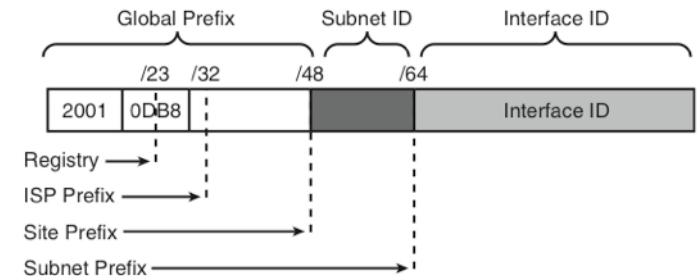 Global Prefix Subnet ID Interface ID
/23 /32 /48 /64
2001 0DB8 Interface ID
Registry
ISP Prefix
Site Prefix
Subnet Prefix